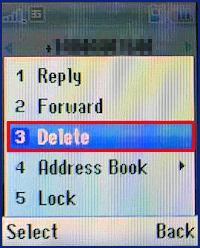 1 Reply
2 Forward
3 Delete
4 Address Book
5 Lock
Select Back